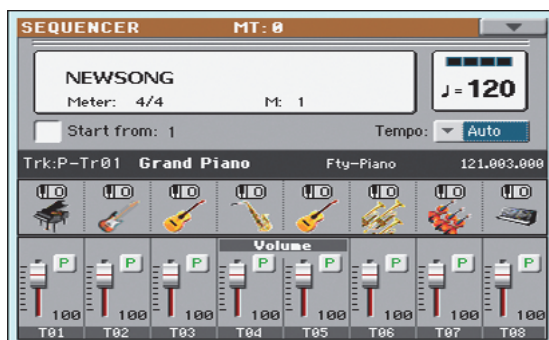 SEQUENCER MT: 0
NEWSONG
Meter: 4/4 M: 1
♩ = 120
Start from: 1 Tempo: Auto
Trk:P-Tr01 Grand Piano Fty-Piano 121.003.000
Volume
P P P P P P P P
100 100 100 100 100 100 100 100
T01 T02 T03 T04 T05 T06 T07 T08